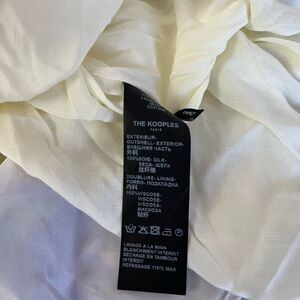 THE KOOPLES
PARIS
EXTERIEUR-
OUTSHELL- EXTERIOR-
ВНЕШНЯЯ ЧАСТЬ
外料
100%SOIE- SILK-
SEDA- ШЕЛК
丝纤维
DOUBLURE- LINING-
FORRO- ПОДКЛАДКА
内料
100%VISCOSE-
VISCOSE-
VISCOSA-
ВИСКОЗА
粘纤
LAVAGE A LA MAIN
BLANCHIMENT INTERDIT
SECHAGE EN TAMBOUR
INTERDIT
REPASSAGE 110°C MAX